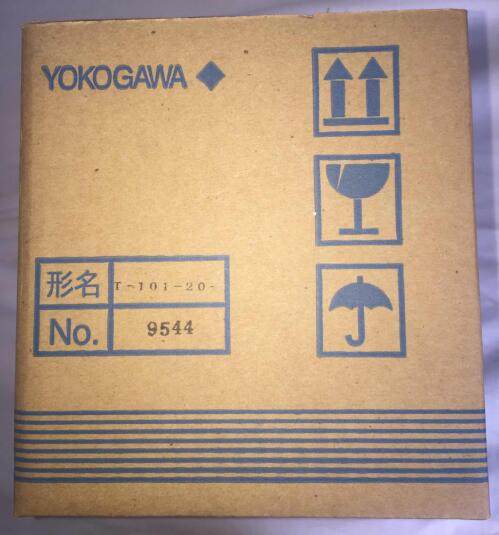 YOKOGAWA
形名 T-101-20-
No. 9544